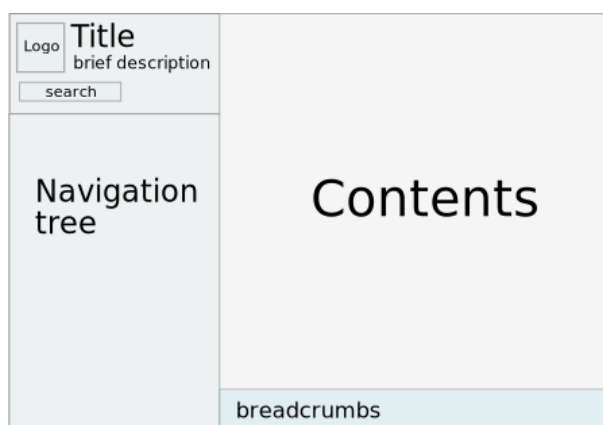 Logo
Title
brief description
search
Navigation
tree
Contents
breadcrumbs